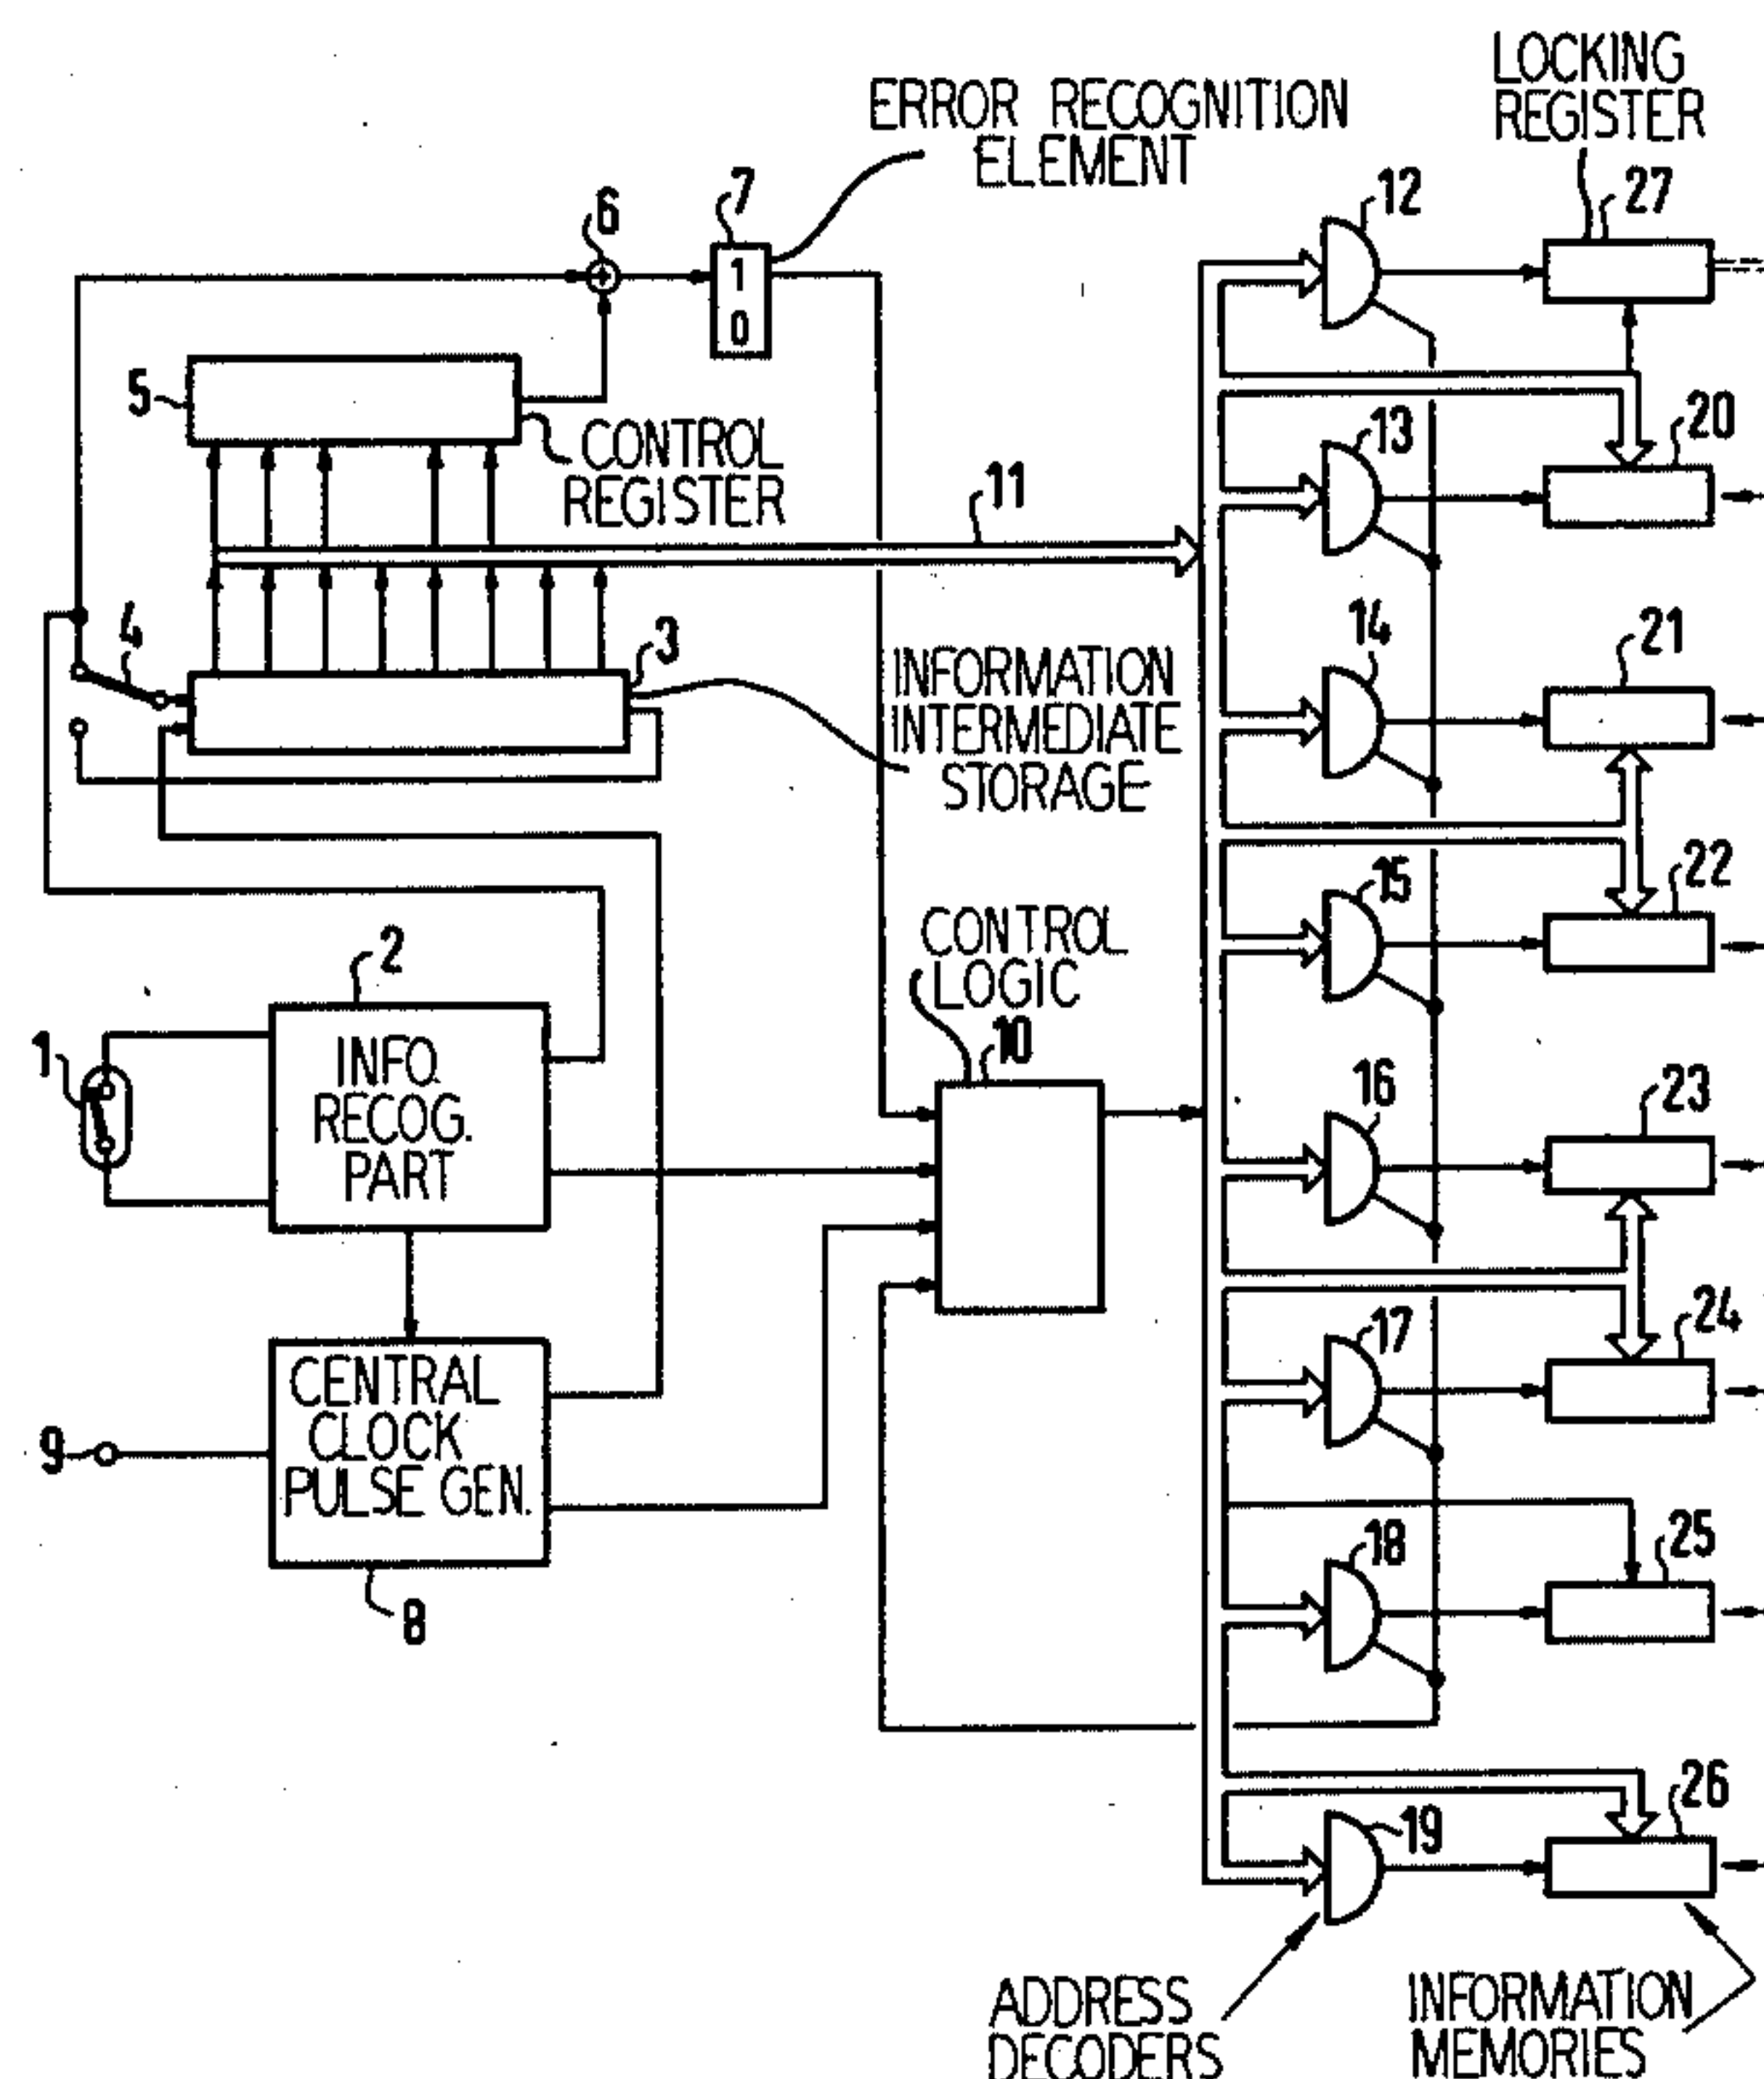 LOCKING
REGISTER
27
ERROR RECOGNITION
ELEMENT
12
7
6
1
0
5
CONTROL
REGISTER
20
13
11
14
21
4
3
INFORMATION
INTERMEDIATE
STORAGE
15
22
2
CONTROL
LOGIC
10
1
INFO.
RECOG.
PART
16
23
17
24
CENTRAL
CLOCK
PULSE GEN.
9
18
25
8
19
26
ADDRESS
DECODERS
INFORMATION
MEMORIES